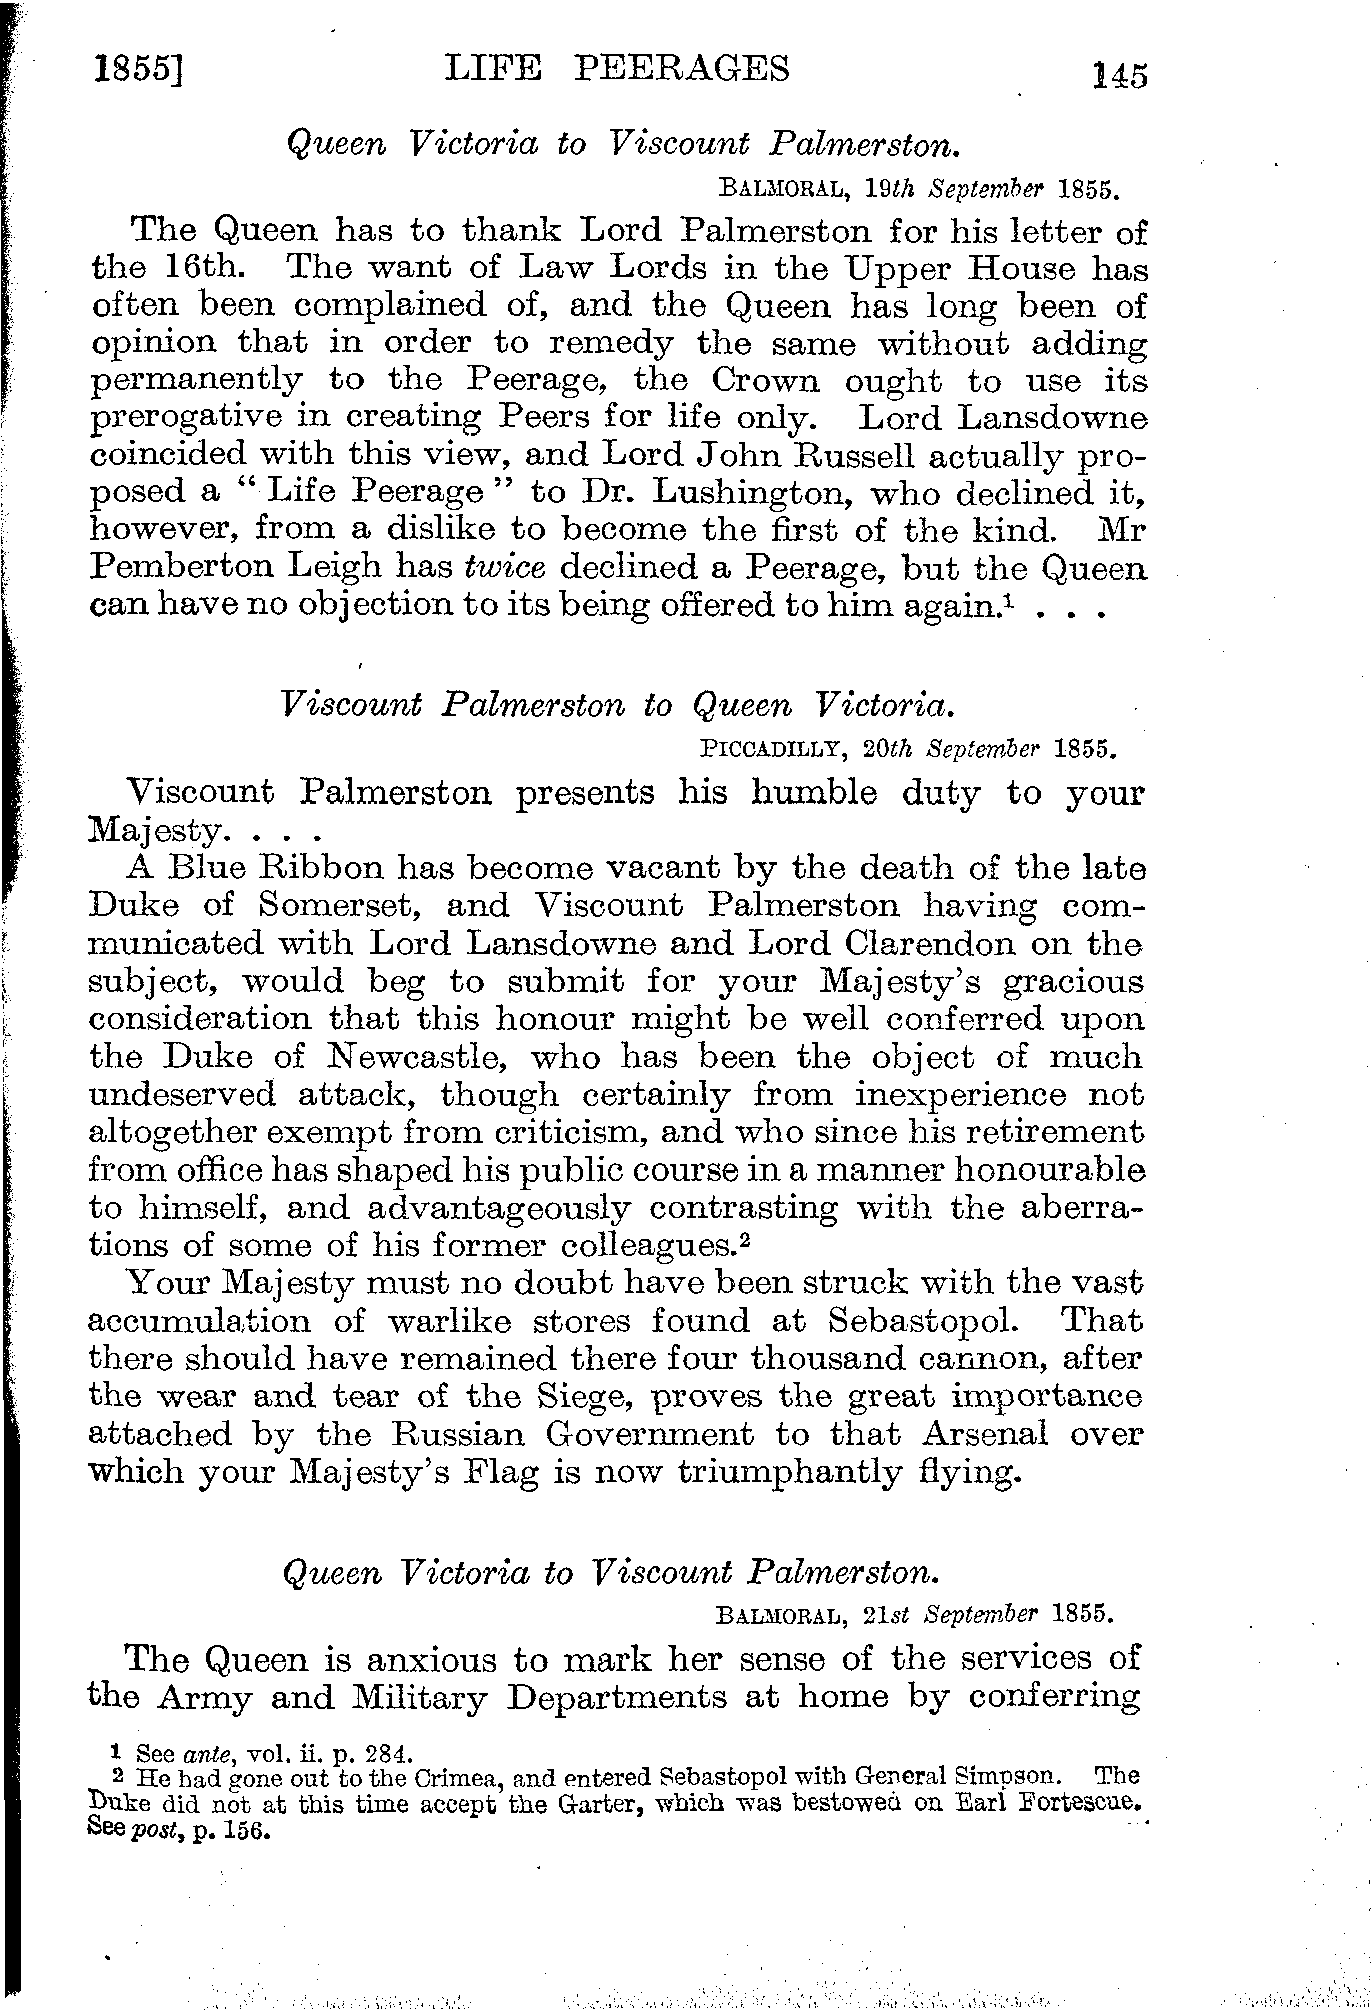 1855] LIFE PEERAGES 145
Queen Victoria to Viscount Palmerston.
BALMORAL, 19th September 1855.
The Queen has to thank Lord Palmerston for his letter of
the 16th. The want of Law Lords in the Upper House has
often been complained of, and the Queen has long been of
opinion that in order to remedy the same without adding
permanently to the Peerage, the Crown ought to use its
prerogative in creating Peers for life only. Lord Lansdowne
coincided with this view, and Lord John Russell actually pro-
posed a “ Life Peerage ” to Dr. Lushington, who declined it,
however, from a dislike to become the first of the kind. Mr
Pemberton Leigh has twice declined a Peerage, but the Queen
can have no objection to its being offered to him again.¹ . . .
Viscount Palmerston to Queen Victoria.
PICCADILLY, 20th September 1855.
Viscount Palmerston presents his humble duty to your
Majesty. . . .
A Blue Ribbon has become vacant by the death of the late
Duke of Somerset, and Viscount Palmerston having com-
municated with Lord Lansdowne and Lord Clarendon on the
subject, would beg to submit for your Majesty’s gracious
consideration that this honour might be well conferred upon
the Duke of Newcastle, who has been the object of much
undeserved attack, though certainly from inexperience not
altogether exempt from criticism, and who since his retirement
from office has shaped his public course in a manner honourable
to himself, and advantageously contrasting with the aberra-
tions of some of his former colleagues.²
Your Majesty must no doubt have been struck with the vast
accumulation of warlike stores found at Sebastopol. That
there should have remained there four thousand cannon, after
the wear and tear of the Siege, proves the great importance
attached by the Russian Government to that Arsenal over
which your Majesty’s Flag is now triumphantly flying.
Queen Victoria to Viscount Palmerston.
BALMORAL, 21st September 1855.
The Queen is anxious to mark her sense of the services of
the Army and Military Departments at home by conferring
1 See ante, vol. ii. p. 284.
2 He had gone out to the Crimea, and entered Sebastopol with General Simpson. The
Duke did not at this time accept the Garter, which was bestowed on Earl Fortescue.
See post, p. 156.